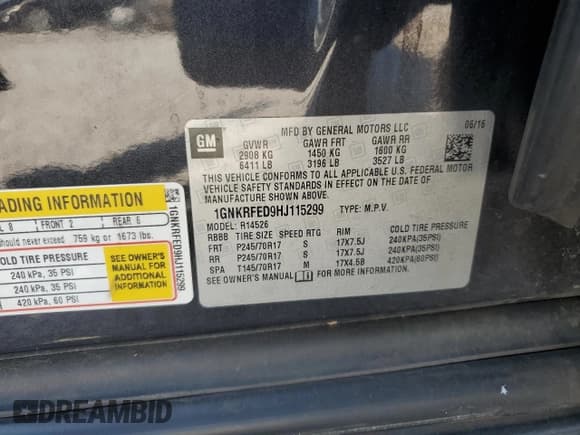 GM
MFD BY GENERAL MOTORS LLC
06/16
GVWR GAWR FRT GAWR RR
2908 KG 1450 KG 1600 KG
6411 LB 3196 LB 3527 LB
THIS VEHICLE CONFORMS TO ALL APPLICABLE U.S. FEDERAL MOTOR
VEHICLE SAFETY STANDARDS IN EFFECT ON THE DATE OF
MANUFACTURE SHOWN ABOVE.
1GNKRFED9HJ115299 TYPE: M.P.V.
MODEL: R14526
RBBB TIRE SIZE SPEED RTG RIM COLD TIRE PRESSURE
FRT P245/70R17 S 17X7.5J 240KPA(35PSI)
RR P245/70R17 S 17X7.5J 240KPA(35PSI)
SPA T145/70R17 M 17X4.5B 420KPA(60PSI)
SEE OWNER'S MANUAL FOR MORE INFORMATION.
ADING INFORMATION
L 8 FRONT 2 REAR 6
hould never exceed 759 kg or 1673 lbs.
E PRESSURE
240 kPa, 35 PSI
240 kPa, 35 PSI
420 kPa, 60 PSI
SEE OWNER'S
MANUAL FOR
ADDITIONAL
INFORMATION
1GNKRFED9HJ115299
DREAMBID